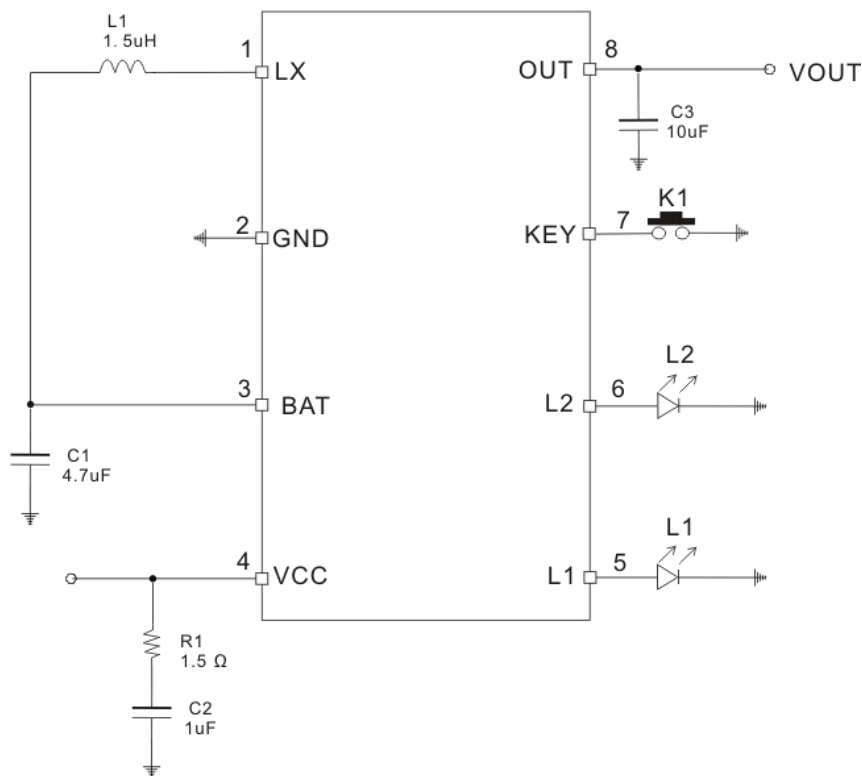 L1
1.5uH
1
LX
8
OUT
VOUT
C3
10uF
K1
2
GND
7
KEY
L2
3
BAT
6
L2
C1
4.7uF
L1
4
VCC
5
L1
R1
1.5 Ω
C2
1uF